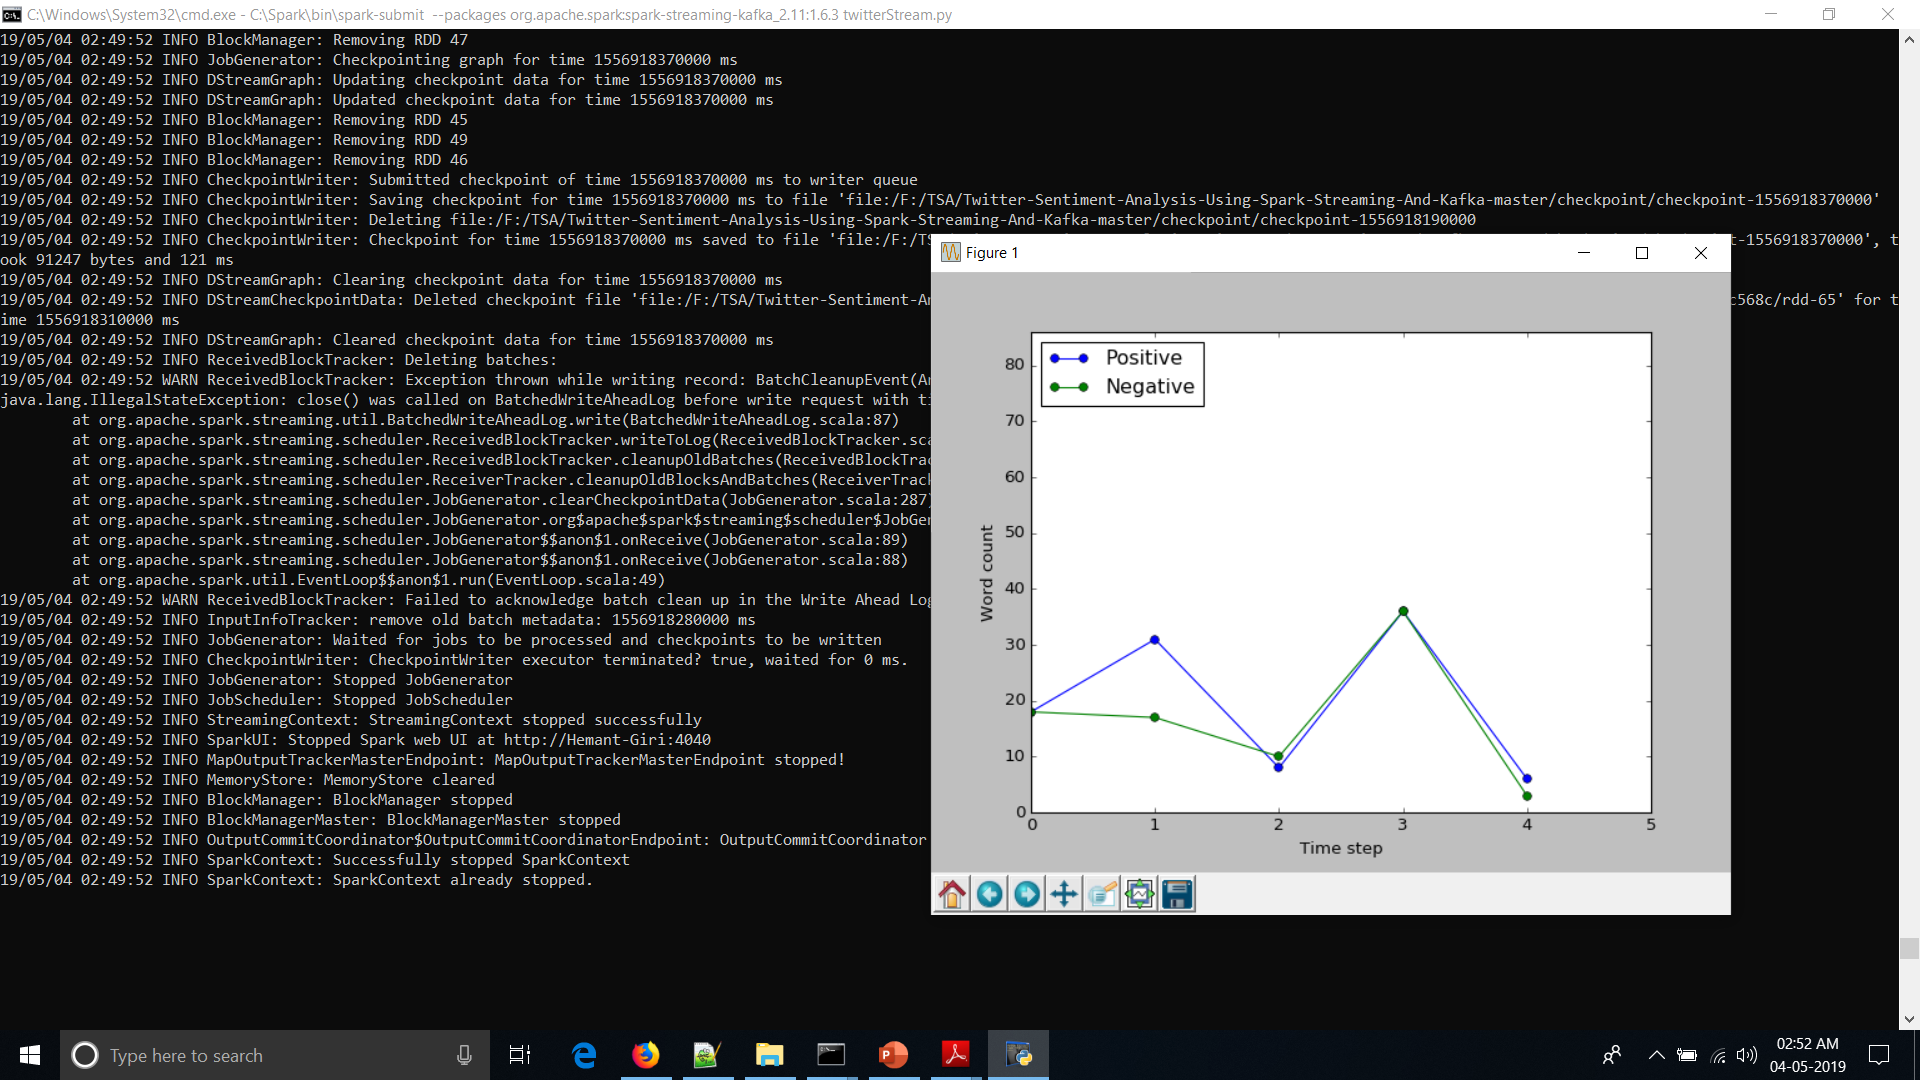 C:\Windows\System32\cmd.exe - C:\Spark\bin\spark-submit --packages org.apache.spark:spark-streaming-kafka_2.11:1.6.3 twitterStream.py
19/05/04 02:49:52 INFO BlockManager: Removing RDD 47
19/05/04 02:49:52 INFO JobGenerator: Checkpointing graph for time 1556918370000 ms
19/05/04 02:49:52 INFO DStreamGraph: Updating checkpoint data for time 1556918370000 ms
19/05/04 02:49:52 INFO DStreamGraph: Updated checkpoint data for time 1556918370000 ms
19/05/04 02:49:52 INFO BlockManager: Removing RDD 45
19/05/04 02:49:52 INFO BlockManager: Removing RDD 49
19/05/04 02:49:52 INFO BlockManager: Removing RDD 46
19/05/04 02:49:52 INFO CheckpointWriter: Submitted checkpoint of time 1556918370000 ms to writer queue
19/05/04 02:49:52 INFO CheckpointWriter: Saving checkpoint for time 1556918370000 ms to file 'file:/F:/TSA/Twitter-Sentiment-Analysis-Using-Spark-Streaming-And-Kafka-master/checkpoint/checkpoint-1556918370000'
19/05/04 02:49:52 INFO CheckpointWriter: Deleting file:/F:/TSA/Twitter-Sentiment-Analysis-Using-Spark-Streaming-And-Kafka-master/checkpoint/checkpoint-1556918190000
19/05/04 02:49:52 INFO CheckpointWriter: Checkpoint for time 1556918370000 ms saved to file 'file:/F:/TS t-1556918370000', t
ook 91247 bytes and 121 ms
19/05/04 02:49:52 INFO DStreamGraph: Clearing checkpoint data for time 1556918370000 ms
19/05/04 02:49:52 INFO DStreamCheckpointData: Deleted checkpoint file 'file:/F:/TSA/Twitter-Sentiment-An c568c/rdd-65' for t
ime 1556918310000 ms
19/05/04 02:49:52 INFO DStreamGraph: Cleared checkpoint data for time 1556918370000 ms
19/05/04 02:49:52 INFO ReceivedBlockTracker: Deleting batches:
19/05/04 02:49:52 WARN ReceivedBlockTracker: Exception thrown while writing record: BatchCleanupEvent(Ar
java.lang.IllegalStateException: close() was called on BatchedWriteAheadLog before write request with ti
at org.apache.spark.streaming.util.BatchedWriteAheadLog.write(BatchedWriteAheadLog.scala:87)
at org.apache.spark.streaming.scheduler.ReceivedBlockTracker.writeToLog(ReceivedBlockTracker.sca
at org.apache.spark.streaming.scheduler.ReceivedBlockTracker.cleanupOldBatches(ReceivedBlockTrac
at org.apache.spark.streaming.scheduler.ReceiverTracker.cleanupOldBlocksAndBatches(ReceiverTrack
at org.apache.spark.streaming.scheduler.JobGenerator.clearCheckpointData(JobGenerator.scala:287)
at org.apache.spark.streaming.scheduler.JobGenerator.org$apache$spark$streaming$scheduler$JobGen
at org.apache.spark.streaming.scheduler.JobGenerator$$anon$1.onReceive(JobGenerator.scala:89)
at org.apache.spark.streaming.scheduler.JobGenerator$$anon$1.onReceive(JobGenerator.scala:88)
at org.apache.spark.util.EventLoop$$anon$1.run(EventLoop.scala:49)
19/05/04 02:49:52 WARN ReceivedBlockTracker: Failed to acknowledge batch clean up in the Write Ahead Log
19/05/04 02:49:52 INFO InputInfoTracker: remove old batch metadata: 1556918280000 ms
19/05/04 02:49:52 INFO JobGenerator: Waited for jobs to be processed and checkpoints to be written
19/05/04 02:49:52 INFO CheckpointWriter: CheckpointWriter executor terminated? true, waited for 0 ms.
19/05/04 02:49:52 INFO JobGenerator: Stopped JobGenerator
19/05/04 02:49:52 INFO JobScheduler: Stopped JobScheduler
19/05/04 02:49:52 INFO StreamingContext: StreamingContext stopped successfully
19/05/04 02:49:52 INFO SparkUI: Stopped Spark web UI at http://Hemant-Giri:4040
19/05/04 02:49:52 INFO MapOutputTrackerMasterEndpoint: MapOutputTrackerMasterEndpoint stopped!
19/05/04 02:49:52 INFO MemoryStore: MemoryStore cleared
19/05/04 02:49:52 INFO BlockManager: BlockManager stopped
19/05/04 02:49:52 INFO BlockManagerMaster: BlockManagerMaster stopped
19/05/04 02:49:52 INFO OutputCommitCoordinator$OutputCommitCoordinatorEndpoint: OutputCommitCoordinator
19/05/04 02:49:52 INFO SparkContext: Successfully stopped SparkContext
19/05/04 02:49:52 INFO SparkContext: SparkContext already stopped.
Figure 1
Positive
Negative
80
70
60
50
40
30
20
10
0
Word count
0 1 2 3 4 5
Time step
Type here to search
02:52 AM
04-05-2019